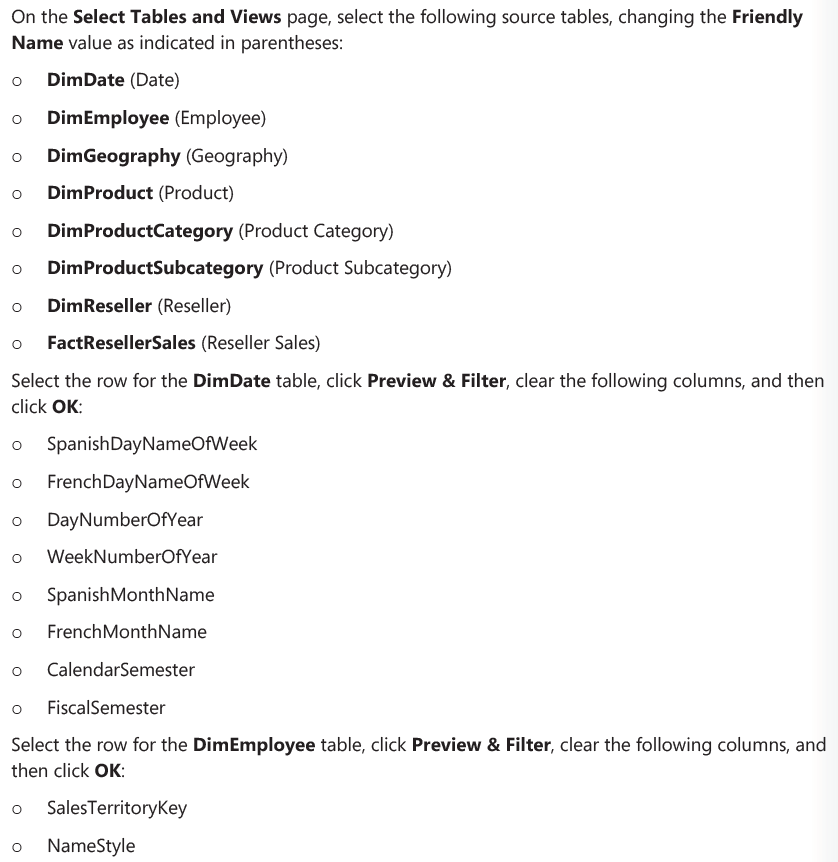 On the Select Tables and Views page, select the following source tables, changing the Friendly
Name value as indicated in parentheses:
o DimDate (Date)
o DimEmployee (Employee)
o DimGeography (Geography)
o DimProduct (Product)
o DimProductCategory (Product Category)
o DimProductSubcategory (Product Subcategory)
o DimReseller (Reseller)
o FactResellerSales (Reseller Sales)
Select the row for the DimDate table, click Preview & Filter, clear the following columns, and then
click OK:
o SpanishDayNameOfWeek
o FrenchDayNameOfWeek
o DayNumberOfYear
o WeekNumberOfYear
o SpanishMonthName
o FrenchMonthName
o CalendarSemester
o FiscalSemester
Select the row for the DimEmployee table, click Preview & Filter, clear the following columns, and
then click OK:
o SalesTerritoryKey
o NameStyle